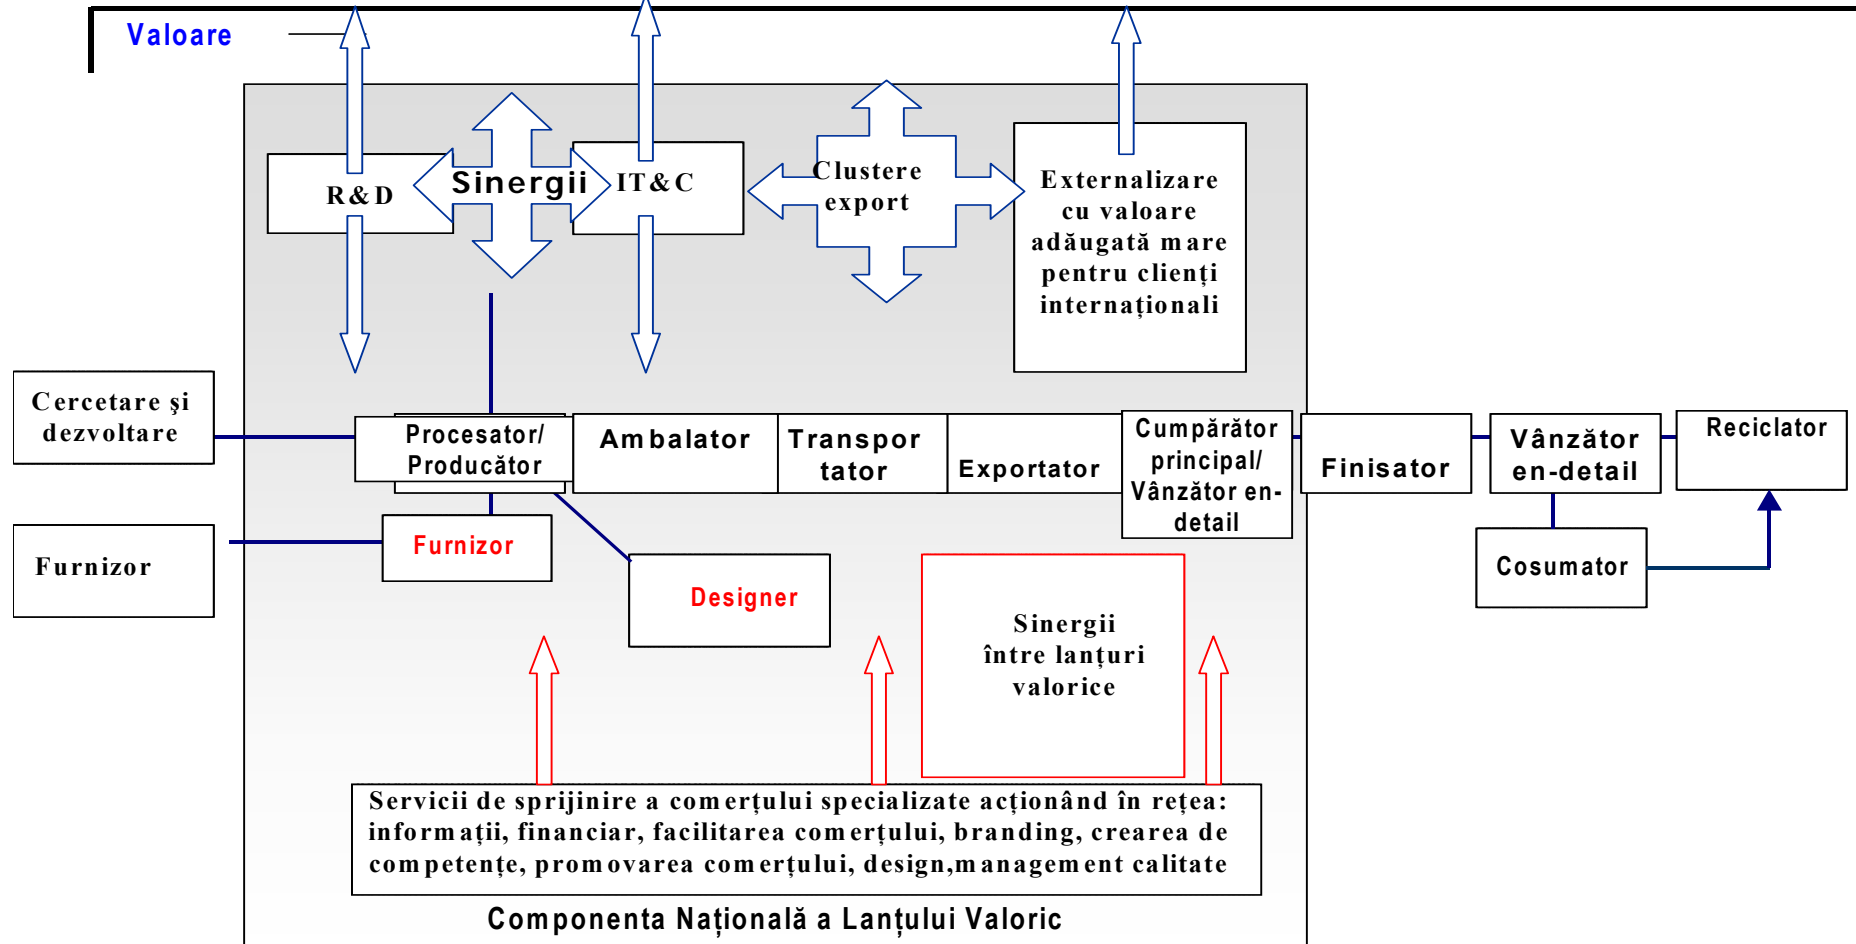 Valoare
R&D
Sinergii
IT&C
Clustere
export
Externalizare
cu valoare
adăugată mare
pentru clienți
internaționali
Cercetare şi
dezvoltare
Procesator/
Producător
Ambalator
Transpor
tator
Exportator
Cumpărător
principal/
Vânzător en-
detail
Finisator
Vânzător
en-detail
Reciclator
Furnizor
Furnizor
Designer
Cosumator
Sinergii
între lanțuri
valorice
Servicii de sprijinire a comerțului specializate acționând în rețea:
informații, financiar, facilitarea comerțului, branding, crearea de
competențe, promovarea comerțului, design,management calitate
Componenta Națională a Lanțului Valoric